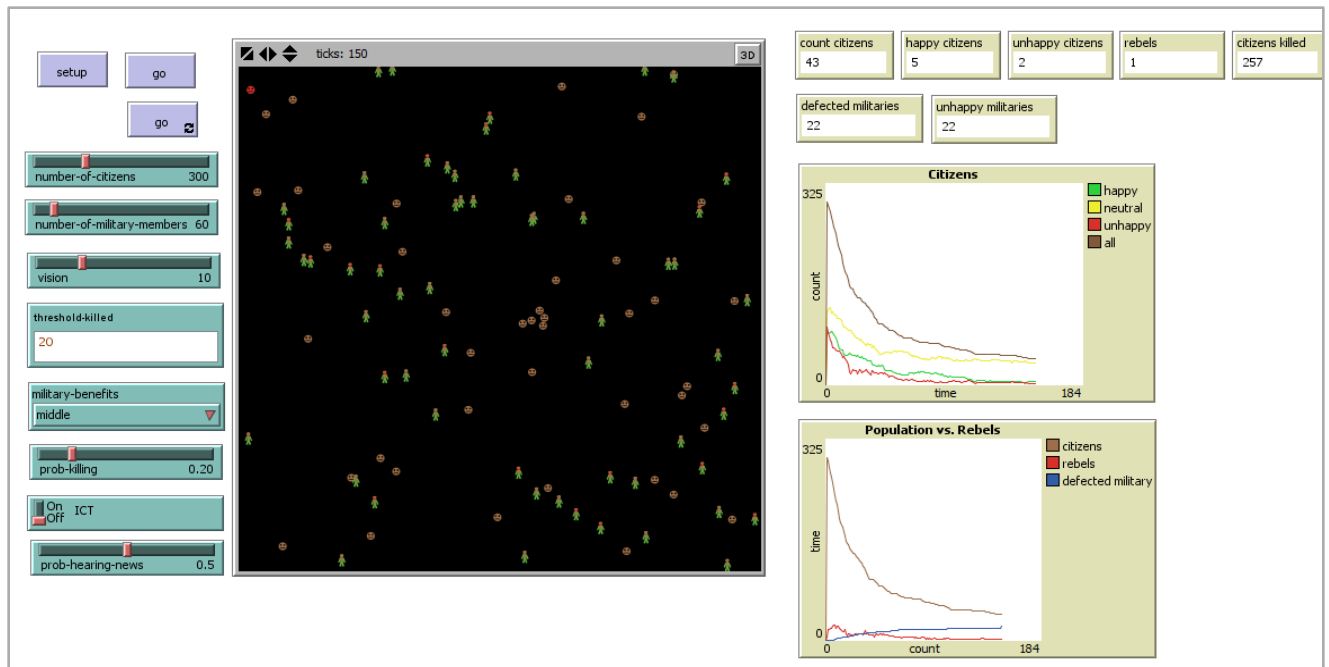 setup
go
go
number-of-citizens 300
number-of-military-members 60
vision 10
threshold-killed
20
military-benefits
middle
prob-killing 0.20
On
Off
ICT
prob-hearing-news 0.5
ticks: 150
3D
count citizens
43
happy citizens
5
unhappy citizens
2
rebels
1
citizens killed
257
defected militaries
22
unhappy militaries
22
Citizens
325
count
0
0
time
184
happy
neutral
unhappy
all
Population vs. Rebels
325
time
0
0
count
184
citizens
rebels
defected military